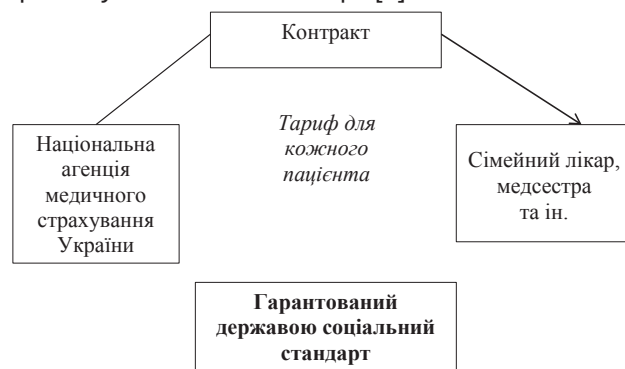 Контракт
Тариф для
кожного
пацієнта
Національна
агенція
медичного
страхування
України
Сімейний лікар,
медсестра
та ін.
Гарантований
державою соціальний
стандарт